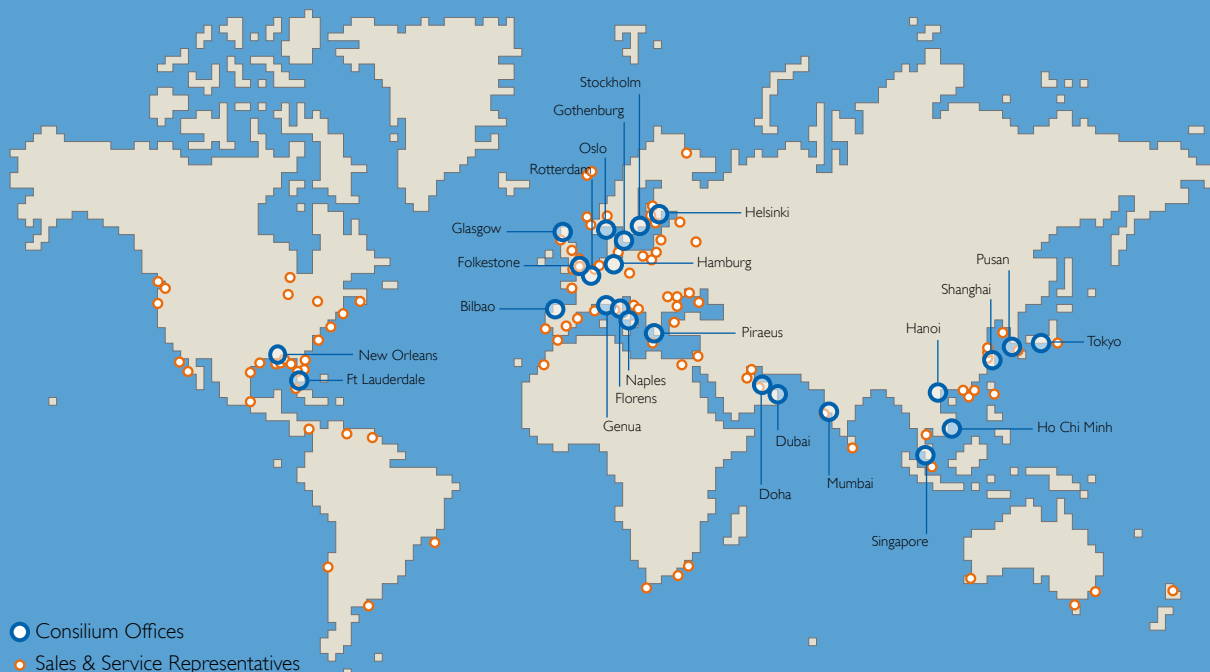 Stockholm
Gothenburg
Oslo
Rotterdam
Glasgow
Helsinki
Folkestone
Hamburg
Pusan
Shanghai
Bilbao
Hanoi
Piraeus
Tokyo
New Orleans
Ft Lauderdale
Naples
Florens
Genua
Dubai
Ho Chi Minh
Mumbai
Doha
Singapore
Consilium Offices
Sales & Service Representatives